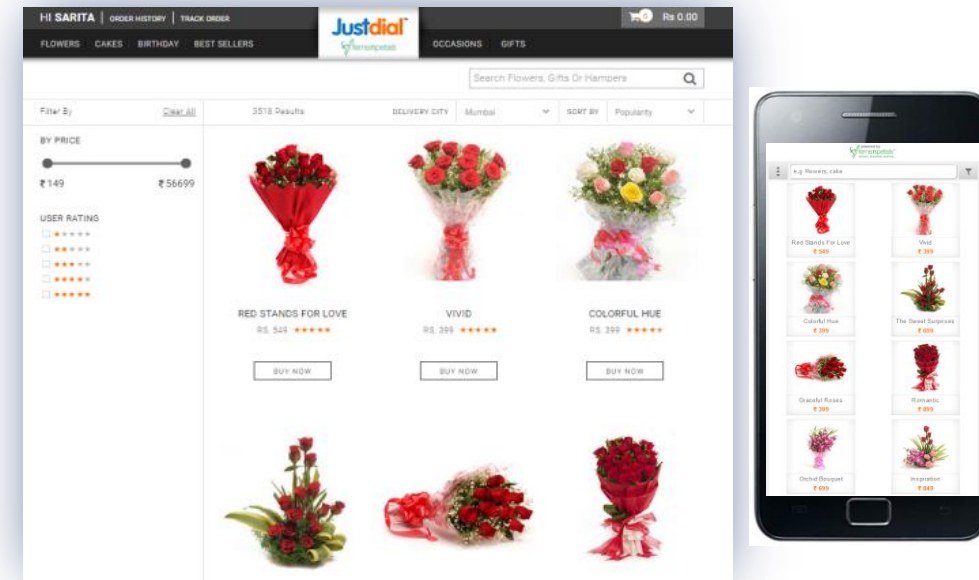 HI SARITA | ORDER HISTORY | TRACK ORDER
0 Rs 0.00
Justdial
FLOWERS CAKES BIRTHDAY BEST SELLERS
OCCASIONS GIFTS
Search Flowers, Gifts Or Hampers
Filter By Clear All 3518 Results DELIVERY CITY Mumbai SORT BY Popularity
BY PRICE
₹149 ₹56699
USER RATING
RED STANDS FOR LOVE
RS. 549
BUY NOW
VIVID
RS. 399
BUY NOW
COLORFUL HUE
RS. 399
BUY NOW
e.g. Flowers, cake
Red Stands For Love
₹ 549
Vivid
₹ 399
Colorful Hue
₹ 399
The Sweet Surprises
₹ 699
Graceful Roses
₹ 399
Romantic
₹ 899
Orchid Bouquet
₹ 699
Inspiration
₹ 849